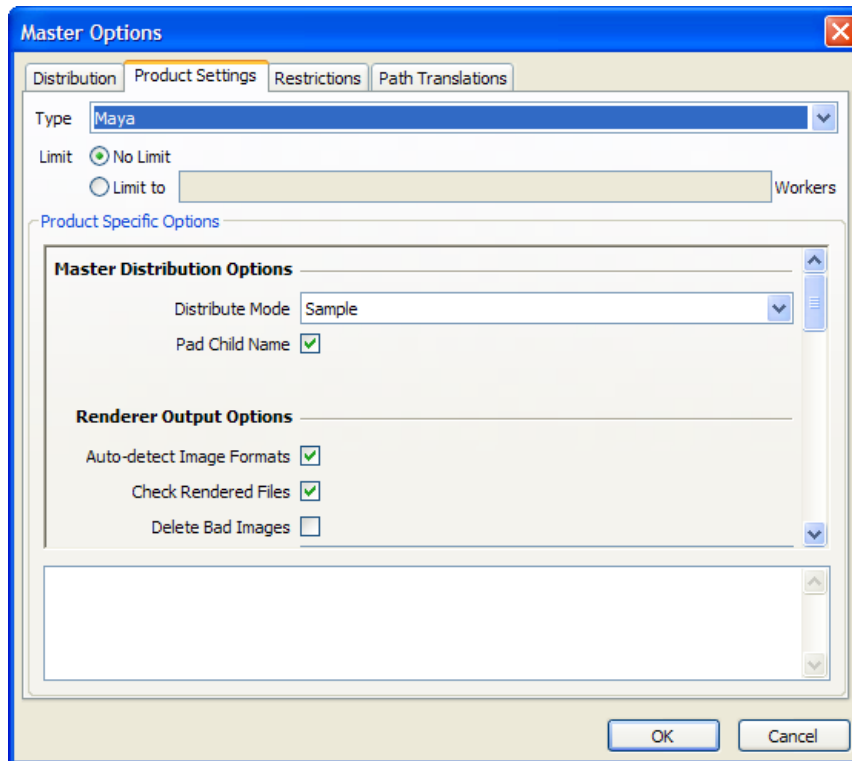 Master Options
Distribution Product Settings Restrictions Path Translations
Type Maya
Limit No Limit
Limit to Workers
Product Specific Options
Master Distribution Options
Distribute Mode Sample
Pad Child Name
Renderer Output Options
Auto-detect Image Formats
Check Rendered Files
Delete Bad Images
OK Cancel